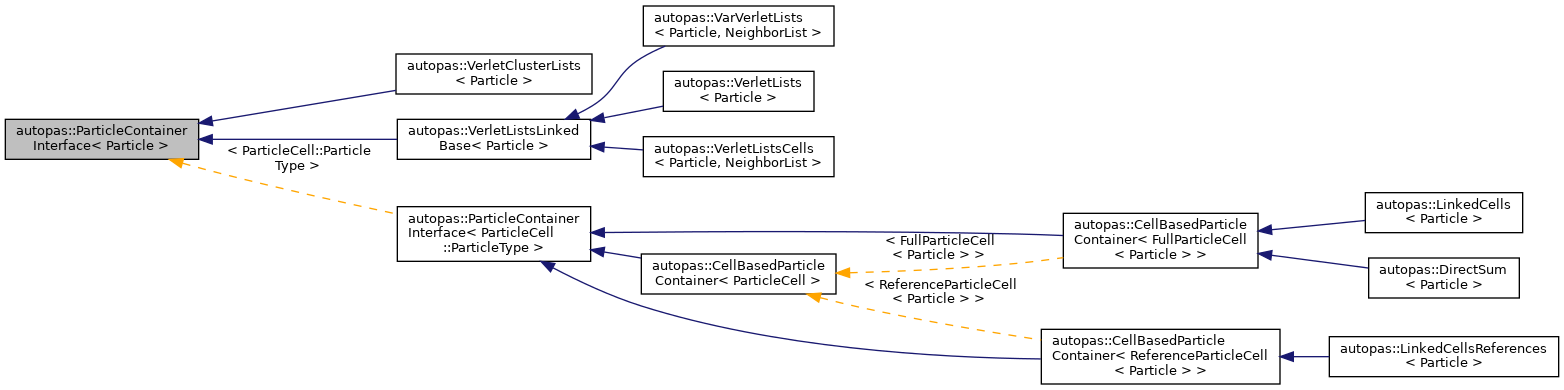 autopas::VarVerletLists
< Particle, NeighborList >
autopas::VerletClusterLists
< Particle >
autopas::VerletLists
< Particle >
autopas::ParticleContainer
Interface< Particle >
autopas::VerletListsLinked
Base< Particle >
autopas::VerletListsCells
< Particle, NeighborList >
< ParticleCell::Particle
Type >
autopas::ParticleContainer
Interface< ParticleCell
::ParticleType >
autopas::CellBasedParticle
Container< ParticleCell >
< FullParticleCell
< Particle > >
< ReferenceParticleCell
< Particle > >
autopas::CellBasedParticle
Container< FullParticleCell
< Particle > >
autopas::LinkedCells
< Particle >
autopas::DirectSum
< Particle >
autopas::CellBasedParticle
Container< ReferenceParticleCell
< Particle > >
autopas::LinkedCellsReferences
< Particle >